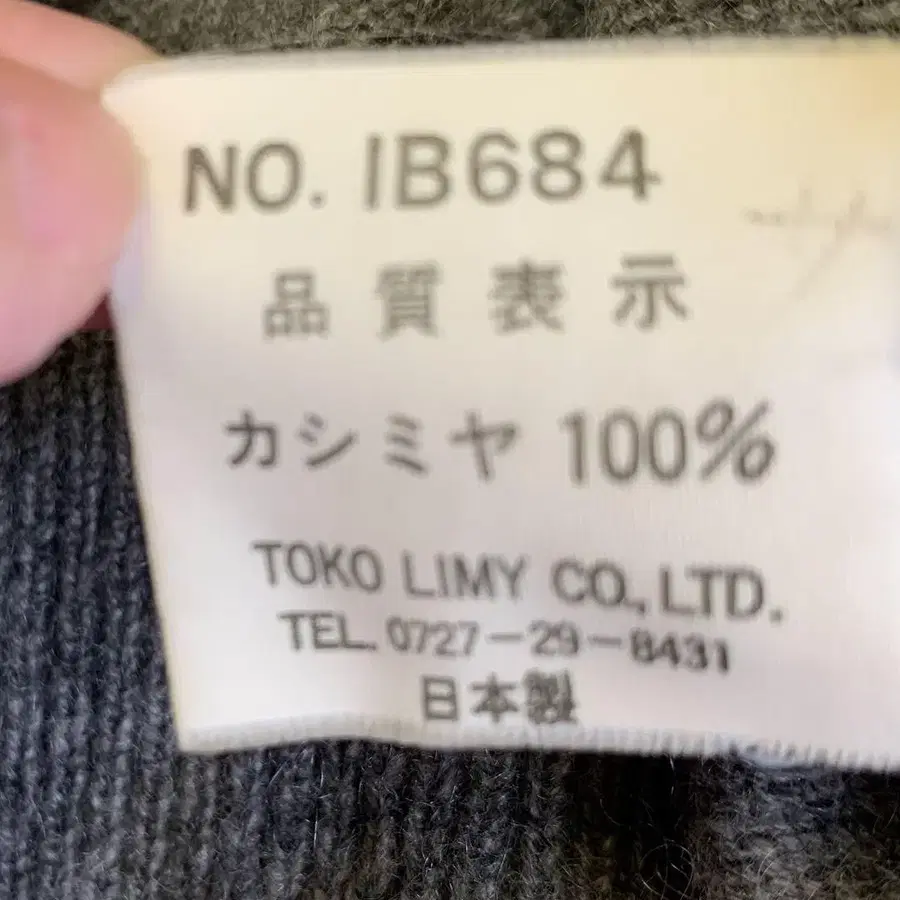 NO. IB684
品質表示
カシミヤ 100%
TOKO LIMY CO., LTD.
TEL. 0727-29-8431
日本製